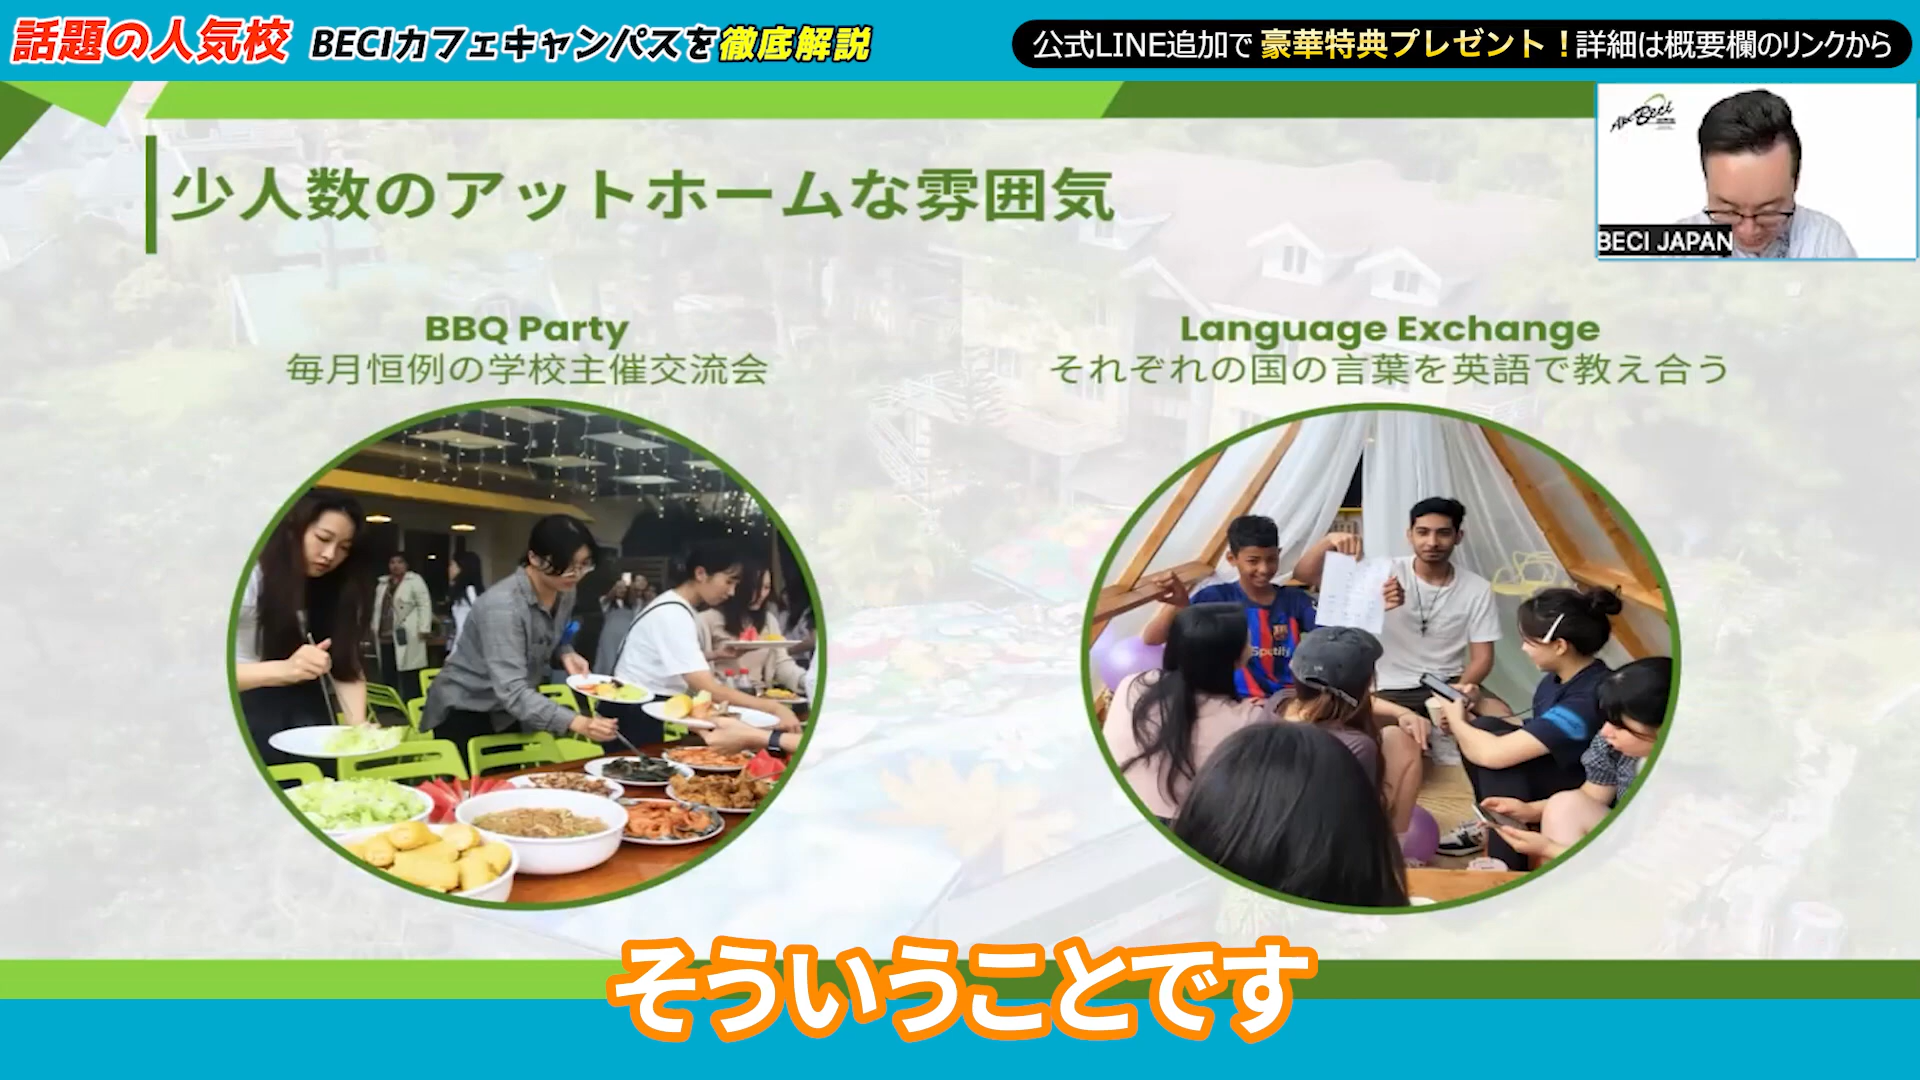 話題の人気校 BECIカフェキャンパスを徹底解説
公式LINE追加で 豪華特典プレゼント！詳細は概要欄のリンクから
Beci
BECI JAPAN
少人数のアットホームな雰囲気
BBQ Party
毎月恒例の学校主催交流会
Language Exchange
それぞれの国の言葉を英語で教え合う
Spotify
そういうことです